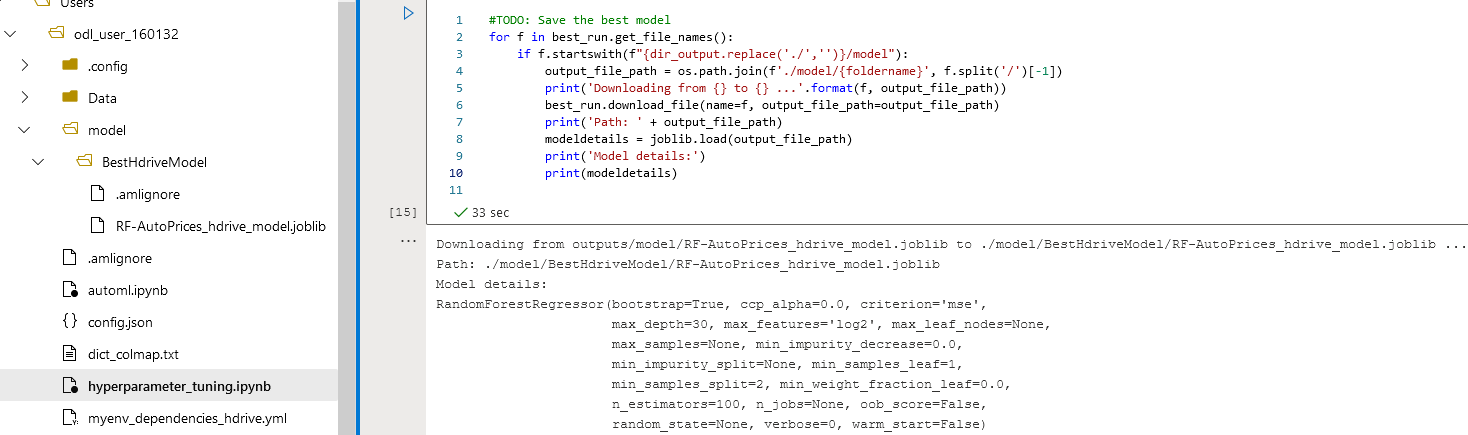 Users
odl_user_160132
.config
Data
model
BestHdriveModel
.amlignore
RF-AutoPrices_hdrive_model.joblib
.amlignore
automl.ipynb
config.json
dict_colmap.txt
hyperparameter_tuning.ipynb
myenv_dependencies_hdrive.yml
1 #TODO: Save the best model
2 for f in best_run.get_file_names():
3     if f.startswith(f"{dir_output.replace('./','')}/model"):
4         output_file_path = os.path.join(f'./model/{foldername}', f.split('/')[-1])
5         print('Downloading from {} to {} ...'.format(f, output_file_path))
6         best_run.download_file(name=f, output_file_path=output_file_path)
7         print('Path: ' + output_file_path)
8         modeldetails = joblib.load(output_file_path)
9         print('Model details:')
10         print(modeldetails)
11
[15] 33 sec
Downloading from outputs/model/RF-AutoPrices_hdrive_model.joblib to ./model/BestHdriveModel/RF-AutoPrices_hdrive_model.joblib ...
Path: ./model/BestHdriveModel/RF-AutoPrices_hdrive_model.joblib
Model details:
RandomForestRegressor(bootstrap=True, ccp_alpha=0.0, criterion='mse',
                      max_depth=30, max_features='log2', max_leaf_nodes=None,
                      max_samples=None, min_impurity_decrease=0.0,
                      min_impurity_split=None, min_samples_leaf=1,
                      min_samples_split=2, min_weight_fraction_leaf=0.0,
                      n_estimators=100, n_jobs=None, oob_score=False,
                      random_state=None, verbose=0, warm_start=False)